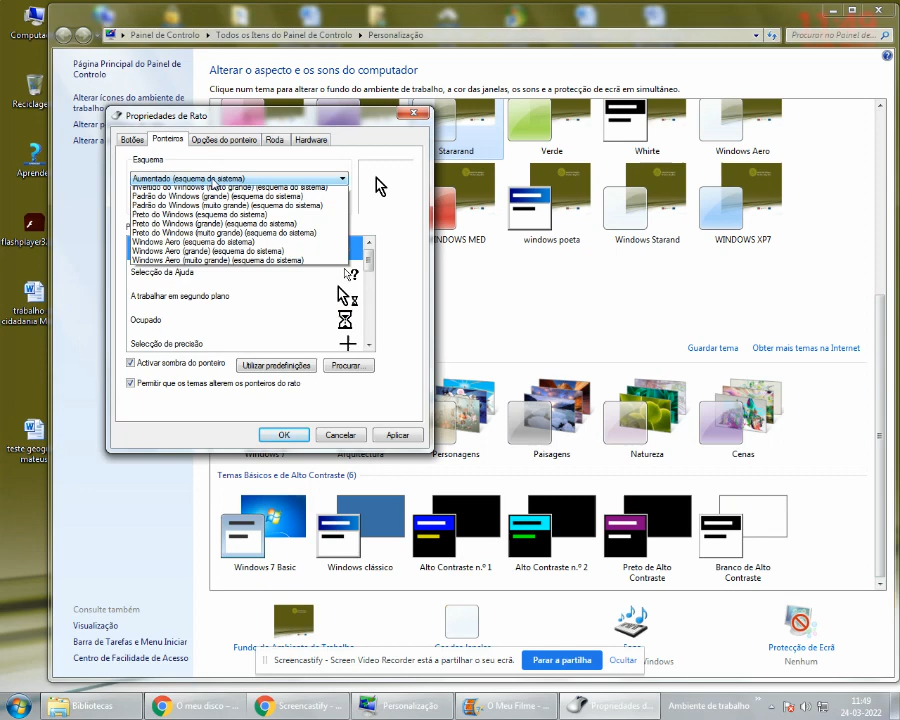 Computa
Reciclage
Aprende
flashplayer3.
trabalho
cidadania M
teste geog
mateus
Painel de Controlo
Todos os Itens do Painel de Controlo
Personalização
Procurar no Painel de...
Página Principal do Painel de
Controlo
Alterar ícones do ambiente de
trabalho
Alterar p
Alterar a
Consulte também
Visualização
Barra de Tarefas e Menu Iniciar
Centro de Facilidade de Acesso
Alterar o aspecto e os sons do computador
Clique num tema para alterar o fundo do ambiente de trabalho, a cor das janelas, os sons e a protecção de ecrã em simultâneo.
Stararand
Verde
Whirte
Windows Aero
WINDOWS MED
windows poeta
Windows Starand
WINDOWS XP7
Guardar tema
Obter mais temas na Internet
Windows 7
Arquitectura
Personagens
Paisagens
Natureza
Cenas
Temas Básicos e de Alto Contraste (6)
Windows 7 Basic
Windows clássico
Alto Contraste n.º 1
Alto Contraste n.º 2
Preto de Alto
Contraste
Branco de Alto
Contraste
Protecção de Ecrã
Nenhum
Windows
Propriedades de Rato
Botões
Ponteiros
Opções do ponteiro
Roda
Hardware
Esquema
Aumentado (esquema do sistema)
Invertido do Windows (muito grande) (esquema do sistema)
Padrão do Windows (grande) (esquema do sistema)
Padrão do Windows (muito grande) (esquema do sistema)
Preto do Windows (esquema do sistema)
Preto do Windows (grande) (esquema do sistema)
Preto do Windows (muito grande) (esquema do sistema)
Windows Aero (esquema do sistema)
Windows Aero (grande) (esquema do sistema)
Windows Aero (muito grande) (esquema do sistema)
Selecção da Ajuda
A trabalhar em segundo plano
Ocupado
Selecção de precisão
Activar sombra do ponteiro
Utilizar predefinições
Procurar...
Permitir que os temas alterem os ponteiros do rato
OK
Cancelar
Aplicar
Screencastify - Screen Video Recorder está a partilhar o seu ecrã.
Parar a partilha
Ocultar
Bibliotecas
O meu disco – ...
Screencastify - ...
Personalização
O Meu Filme - ...
Propriedades d...
Ambiente de trabalho
11:49
24-03-2022